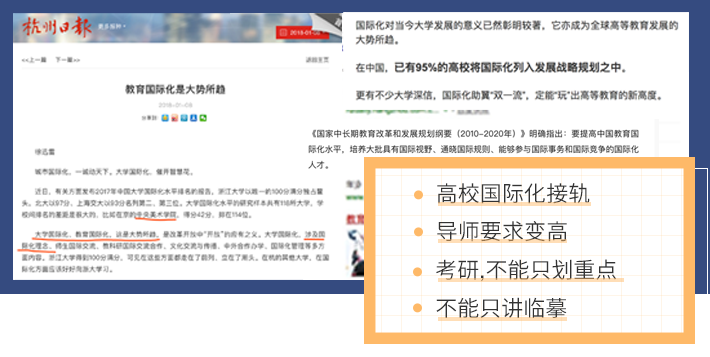 杭州日报
更多版种
2018-01-08
<<上一篇 下一篇>>
返回主页
教育国际化是大势所趋
2018-01-08
分享到:
徐迅雷
城市国际化,一诚动天下。大学国际化,催开智慧花。
近日,有关方面发布2017年中国大学国际化水平排名的报告,浙江大学以唯一的100分满分独占鳌
头。北大以97分、上海交大以93分名列第二、第三位。大学国际化水平的研究样本共有116所大学。学
校间排名的差距是很大的,比如在京的中央美术学院,得分42分,排在114位。
大学国际化、教育国际化,这是大势所趋,是改革开放中“开放”的应有之义。大学国际化,涉及国
际化理念、师生国际交流、教科研国际交流合作、文化交流与传播、中外合作办学、国际化管理等多方
面内容。浙江大学得到100分满分,可见在这些方面都走在了前列、立在了潮头。在杭的其他大学,在国
际化方面应该好好向浙大学习。
国际化对当今大学发展的意义已然彰明较著,它亦成为全球高等教育发展的
大势所趋。
在中国,已有95%的高校将国际化列入发展战略规划之中。
更有不少大学深信,国际化助翼“双一流”,定能“玩”出高等教育的新高度。
《国家中长期教育改革和发展规划纲要(2010-2020年)》明确指出:要提高中国教育国
际化水平,培养大批具有国际视野、通晓国际规则、能够参与国际事务和国际竞争的国际化
人才。
高校国际化接轨
导师要求变高
考研,不能只划重点
不能只讲临摹